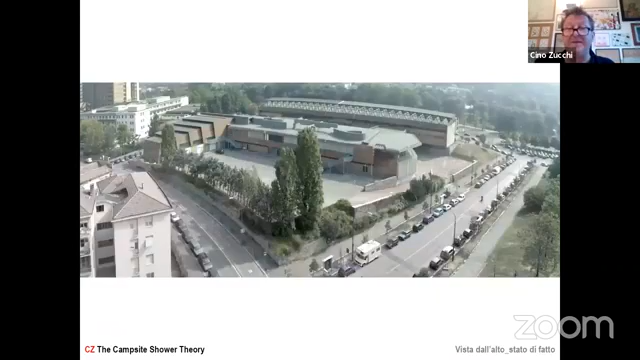 Cino Zucchi
CZ The Campsite Shower Theory
Vista dall'alto_stato di fatto
zoom